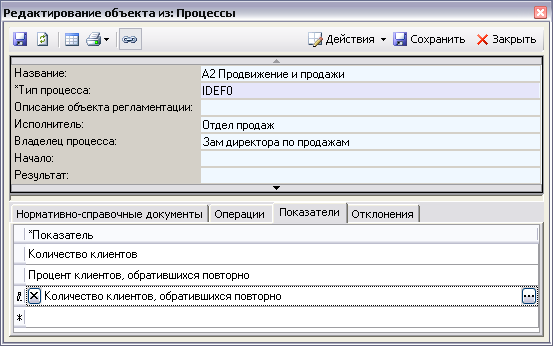 Редактирование объекта из: Процессы
Действия Сохранить Закрыть
Название: А2 Продвижение и продажи
*Тип процесса: IDEF0
Описание объекта регламентации:
Исполнитель: Отдел продаж
Владелец процесса: Зам директора по продажам
Начало:
Результат:
Нормативно-справочные документы Операции Показатели Отклонения
*Показатель
Количество клиентов
Процент клиентов, обратившихся повторно
Количество клиентов, обратившихся повторно
*